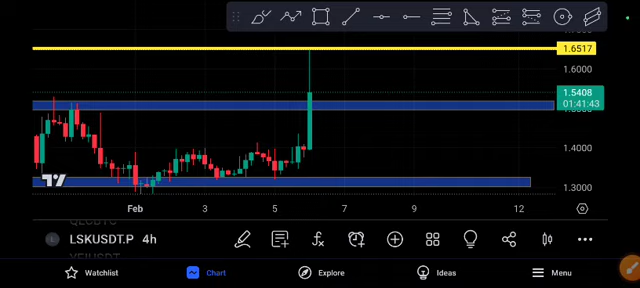 1.6517
1.6000
1.5408
01:41:43
1.4000
1.3000
Feb 3 5 7 9 12
LSKUSDT.P 4h
Watchlist Chart Explore Ideas Menu